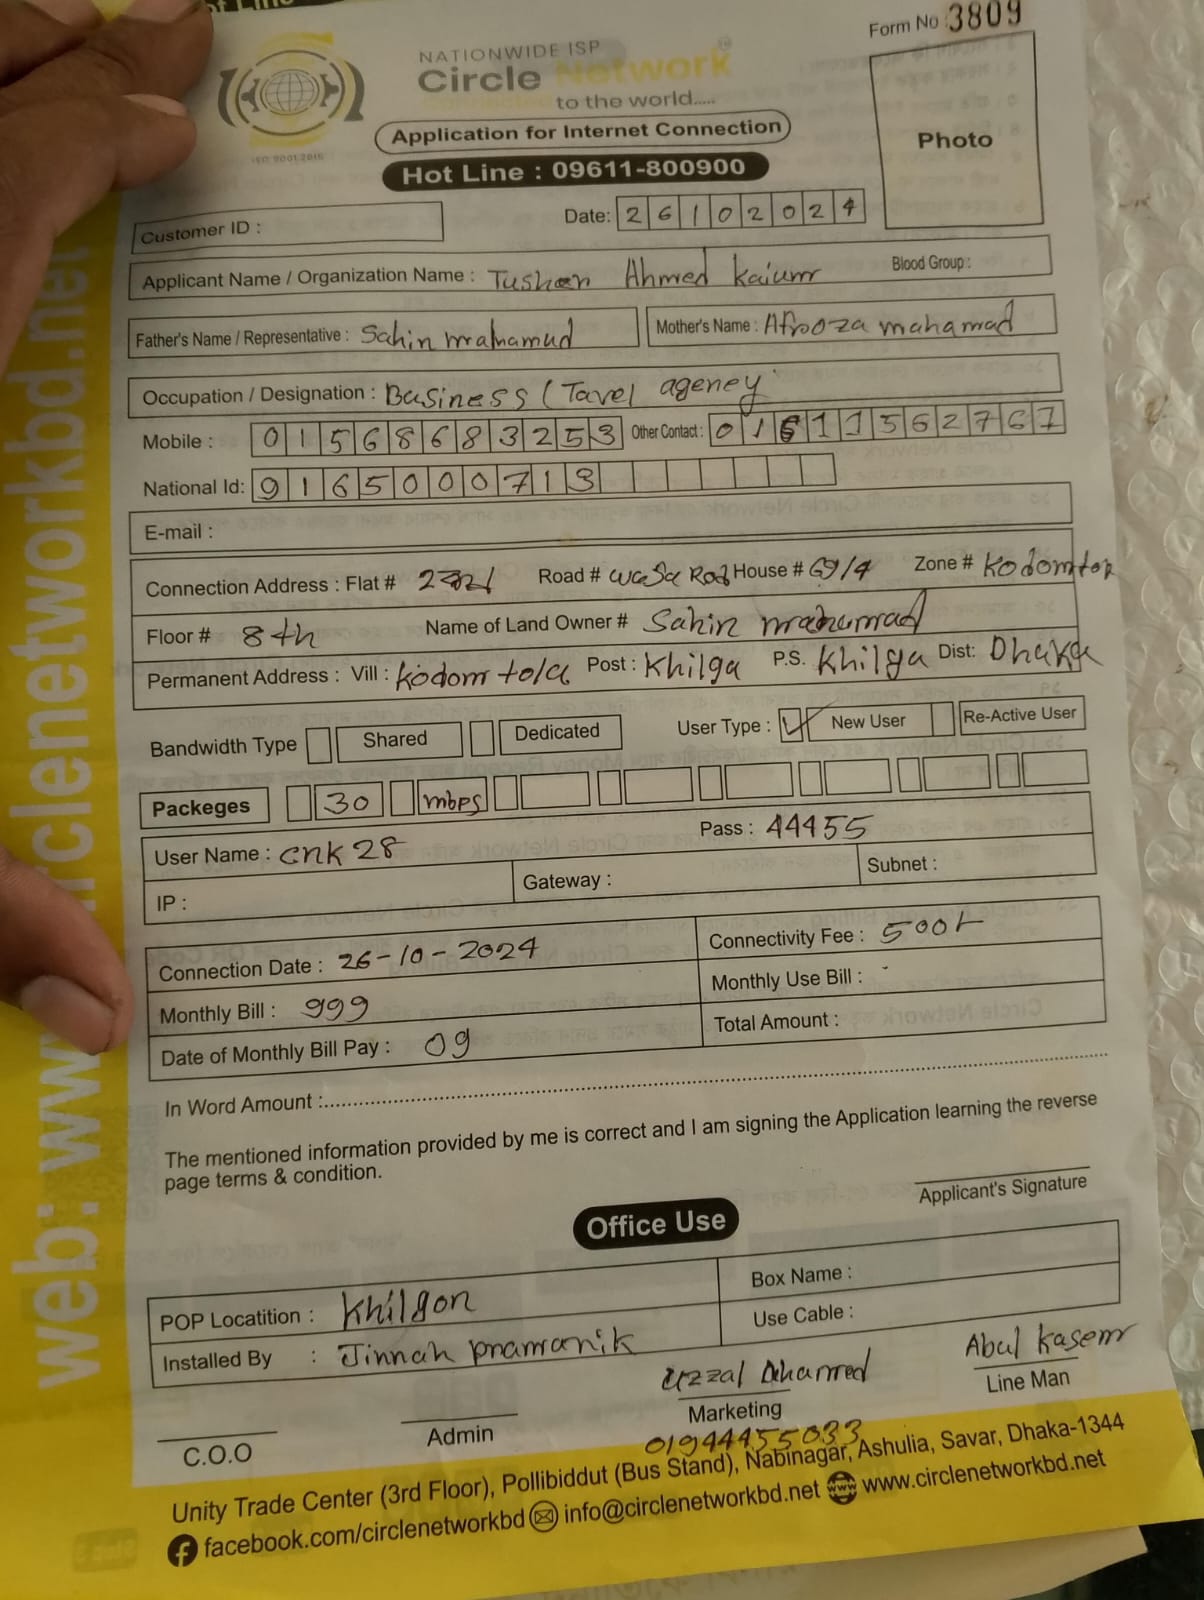 Form No 3809
NATIONWIDE ISP
Circle Network
to the world.....
ISO 9001:2015
Application for Internet Connection
Photo
Hot Line : 09611-800900
Customer ID :
Date: 26102024
Applicant Name / Organization Name : Tushan Ahmed Kaium Blood Group :
Father's Name / Representative : Sahin mahamud Mother's Name : Afrooza mahamad
Occupation / Designation : Business (Tavel agency
Mobile : 01568683253 Other Contact : 01611562767
National Id: 9165000713
E-mail :
Connection Address : Flat # Road # wasa Rod House # 69/4 Zone # Kodomtop
Floor # 8th Name of Land Owner # Sahin mahamad
Permanent Address : Vill : kodom tola Post : Khilga P.S. Khilga Dist: Dhaka
Bandwidth Type Shared Dedicated User Type : New User Re-Active User
Packeges 30 mbps
User Name : cnk28 Pass : 44455
IP : Gateway : Subnet :
Connection Date : 26-10-2024 Connectivity Fee : 500
Monthly Bill : 999 Monthly Use Bill : -
Date of Monthly Bill Pay : 09 Total Amount :
In Word Amount :
The mentioned information provided by me is correct and I am signing the Application learning the reverse
page terms & condition.
Applicant's Signature
Office Use
POP Locatition : Khilgon Box Name :
Installed By : Jinnah pramanik Use Cable :
uzzal Ahamed Abul Kasem
C.O.O Admin Marketing Line Man
01944455033
Unity Trade Center (3rd Floor), Pollibiddut (Bus Stand), Nabinagar, Ashulia, Savar, Dhaka-1344
facebook.com/circlenetworkbd info@circlenetworkbd.net www.circlenetworkbd.net
web: www.circlenetworkbd.net